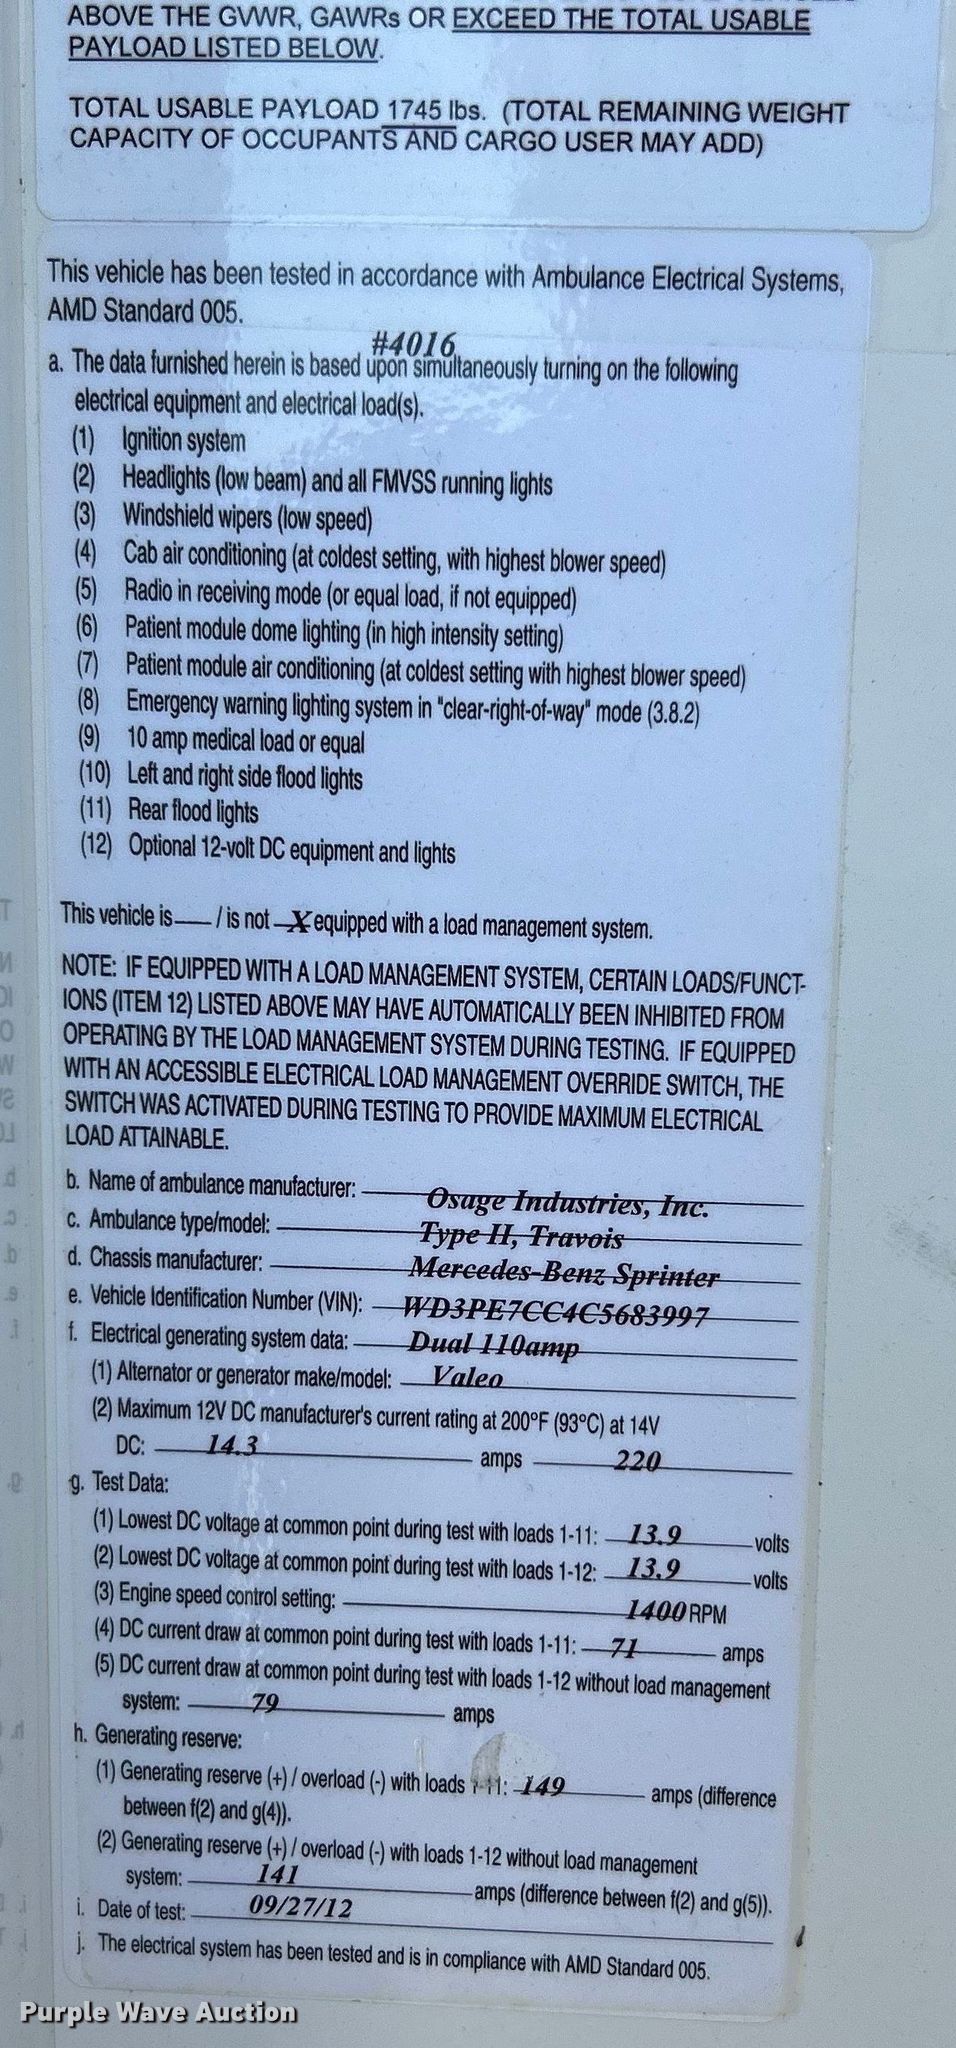 ABOVE THE GVWR, GAWRs OR EXCEED THE TOTAL USABLE
PAYLOAD LISTED BELOW.
TOTAL USABLE PAYLOAD 1745 lbs. (TOTAL REMAINING WEIGHT
CAPACITY OF OCCUPANTS AND CARGO USER MAY ADD)
This vehicle has been tested in accordance with Ambulance Electrical Systems,
AMD Standard 005.
#4016
a. The data furnished herein is based upon simultaneously turning on the following
electrical equipment and electrical load(s).
(1) Ignition system
(2) Headlights (low beam) and all FMVSS running lights
(3) Windshield wipers (low speed)
(4) Cab air conditioning (at coldest setting, with highest blower speed)
(5) Radio in receiving mode (or equal load, if not equipped)
(6) Patient module dome lighting (in high intensity setting)
(7) Patient module air conditioning (at coldest setting with highest blower speed)
(8) Emergency warning lighting system in "clear-right-of-way" mode (3.8.2)
(9) 10 amp medical load or equal
(10) Left and right side flood lights
(11) Rear flood lights
(12) Optional 12-volt DC equipment and lights
This vehicle is ___ / is not X equipped with a load management system.
NOTE: IF EQUIPPED WITH A LOAD MANAGEMENT SYSTEM, CERTAIN LOADS/FUNCT-
IONS (ITEM 12) LISTED ABOVE MAY HAVE AUTOMATICALLY BEEN INHIBITED FROM
OPERATING BY THE LOAD MANAGEMENT SYSTEM DURING TESTING. IF EQUIPPED
WITH AN ACCESSIBLE ELECTRICAL LOAD MANAGEMENT OVERRIDE SWITCH, THE
SWITCH WAS ACTIVATED DURING TESTING TO PROVIDE MAXIMUM ELECTRICAL
LOAD ATTAINABLE.
b. Name of ambulance manufacturer: Osage Industries, Inc.
c. Ambulance type/model: Type II, Travois
d. Chassis manufacturer: Mercedes-Benz Sprinter
e. Vehicle Identification Number (VIN): WD3PE7CC4C5683997
f. Electrical generating system data: Dual 110amp
(1) Alternator or generator make/model: Valeo
(2) Maximum 12V DC manufacturer's current rating at 200°F (93°C) at 14V
DC: 14.3 amps 220
g. Test Data:
(1) Lowest DC voltage at common point during test with loads 1-11: 13.9 volts
(2) Lowest DC voltage at common point during test with loads 1-12: 13.9 volts
(3) Engine speed control setting: 1400 RPM
(4) DC current draw at common point during test with loads 1-11: 71 amps
(5) DC current draw at common point during test with loads 1-12 without load management
system: 79 amps
h. Generating reserve:
(1) Generating reserve (+) / overload (-) with loads 1-11: 149 amps (difference
between f(2) and g(4)).
(2) Generating reserve (+) / overload (-) with loads 1-12 without load management
system: 141 amps (difference between f(2) and g(5)).
i. Date of test: 09/27/12
j. The electrical system has been tested and is in compliance with AMD Standard 005.
Purple Wave Auction